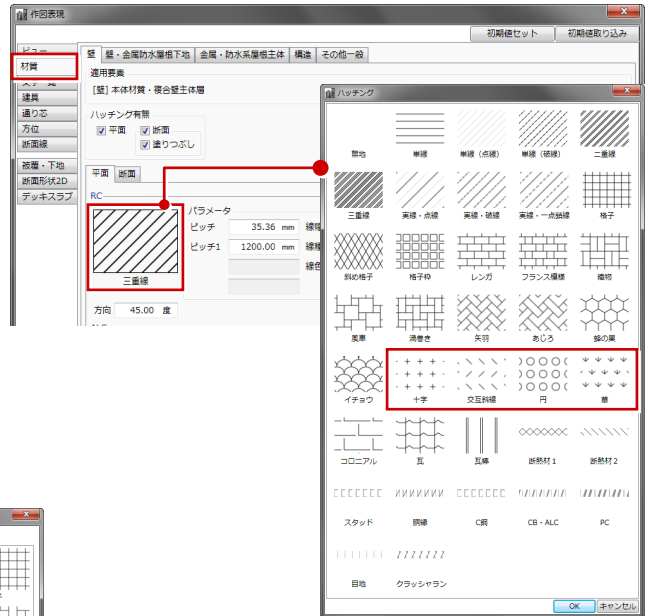 作図表現
初期値セット
初期値取り込み
ビュー
材質
建具
通り芯
方位
断面線
被覆・下地
断面形状2D
デッキスラブ
壁
壁・金属防水屋根下地
金属・防水系屋根主体
構造
その他一般
適用要素
[壁] 本体材質・複合壁主体層
ハッチング有無
平面
断面
塗りつぶし
平面
断面
RC
三重線
パラメータ
ピッチ 35.36 mm
ピッチ1 1200.00 mm
線種
線色
方向 45.00 度
ハッチング
無地 単線 単線(点線) 単線(破線) 二重線
三重線 実線・点線 実線・破線 実線・一点鎖線 格子
斜め格子 格子枠 レンガ フランス模様 織物
風車 渦巻き 矢羽 あじろ 蜂の巣
イチョウ 十字 交互斜線 円 草
コロニアル 瓦 瓦棒 断熱材1 断熱材2
スタッド 胴縁 C鋼 CB・ALC PC
目地 クラッシャラン
OK キャンセル